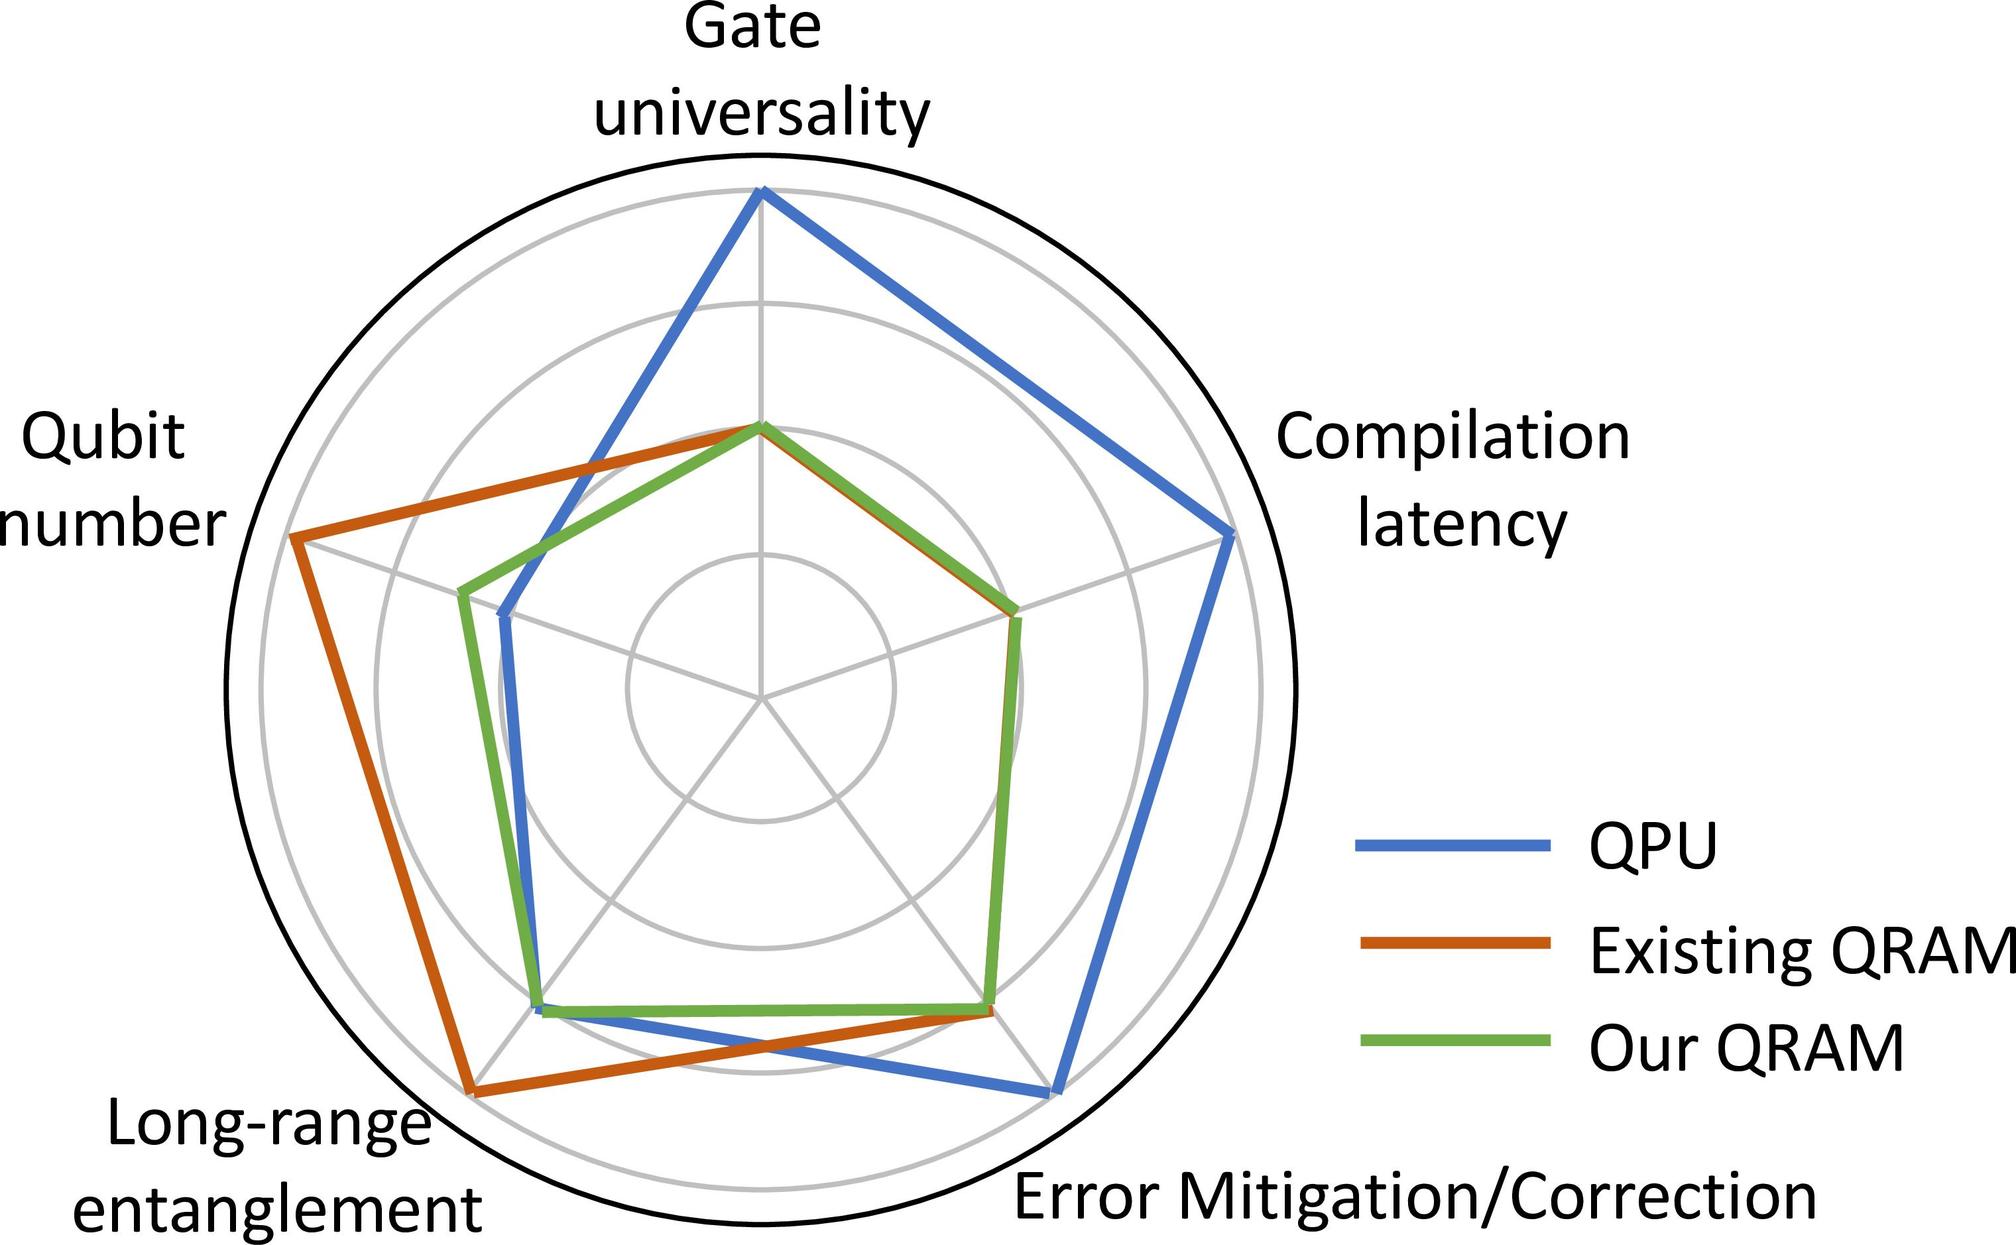 Gate
universality
Qubit
number
Compilation
latency
QPU
Existing QRAM
Our QRAM
Long-range
entanglement
Error Mitigation/Correction